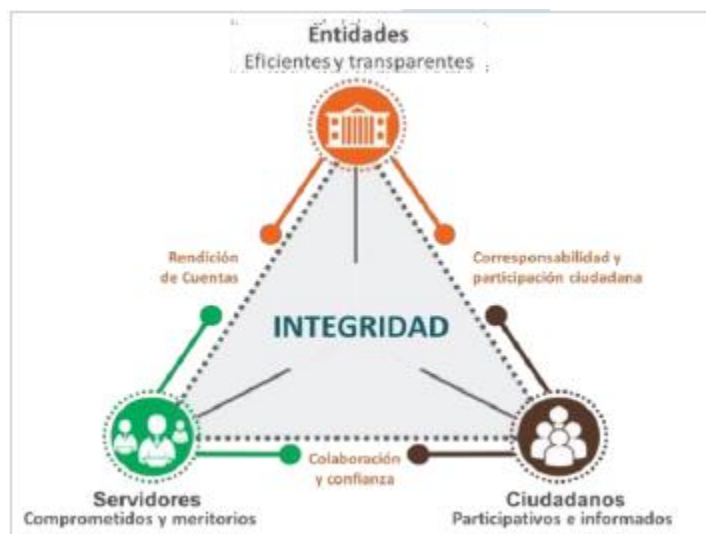 Entidades
Eficientes y transparentes
Rendición
de Cuentas
Corresponsabilidad y
participación ciudadana
INTEGRIDAD
Colaboración
y confianza
Servidores
Comprometidos y meritorios
Ciudadanos
Participativos e informados